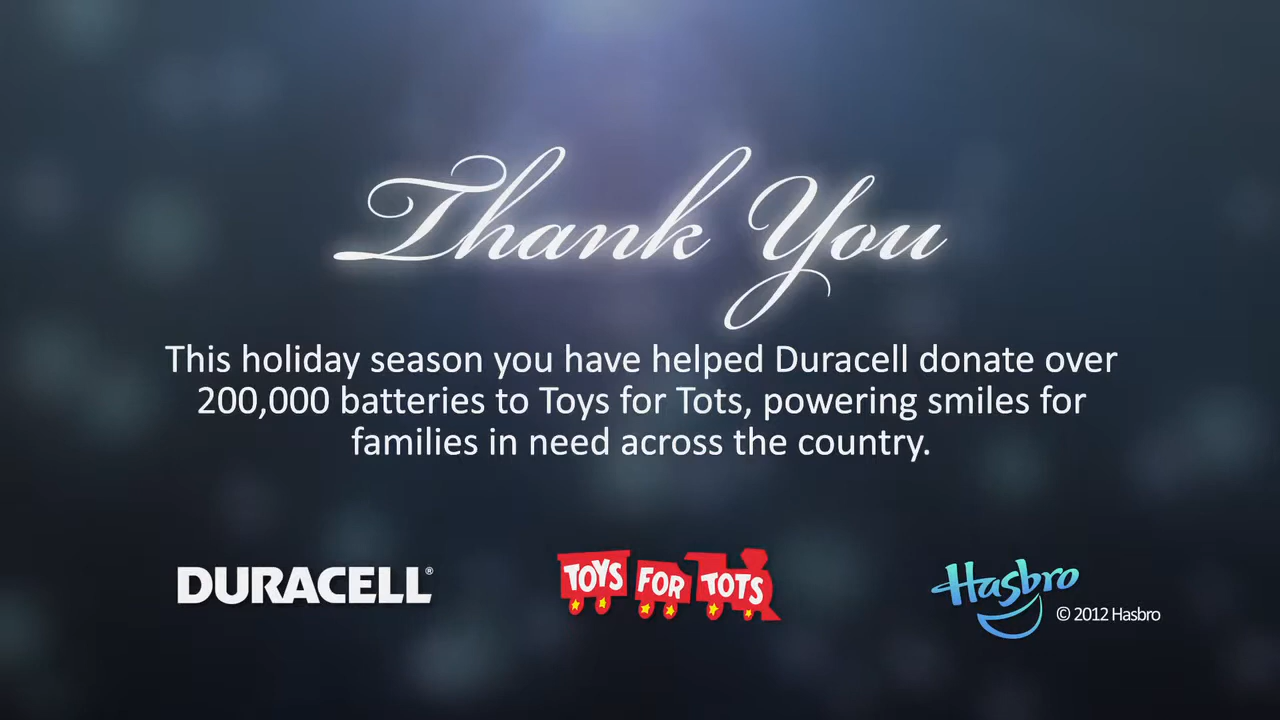 Thank You
This holiday season you have helped Duracell donate over
200,000 batteries to Toys for Tots, powering smiles for
families in need across the country.
DURACELL®
TOYS FOR TOTS
Hasbro
© 2012 Hasbro